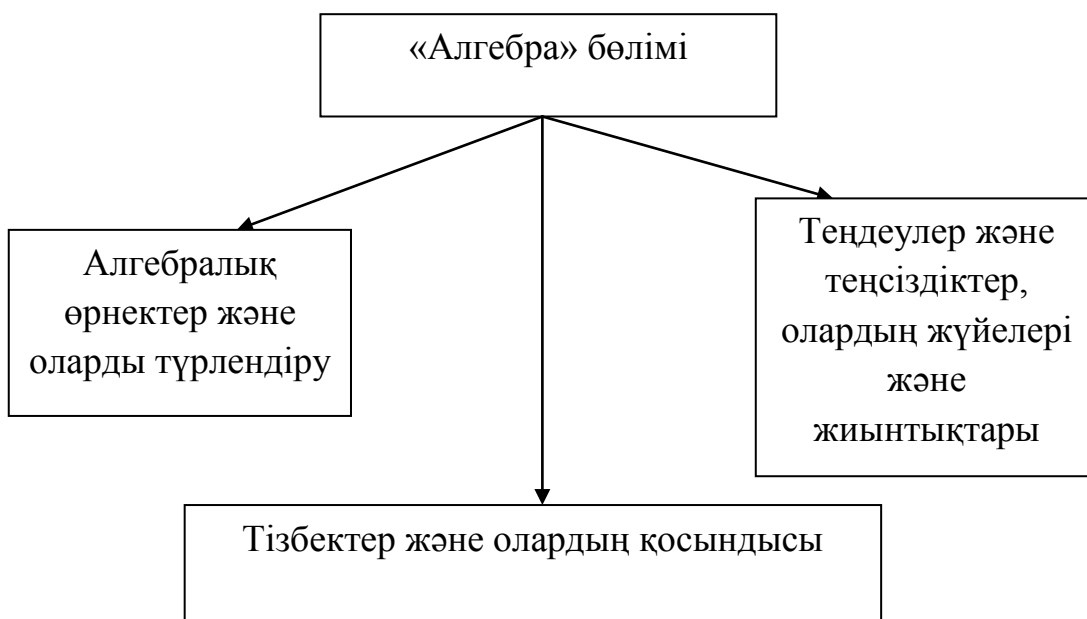 «Алгебра» бөлімі
Алгебралық
өрнектер және
оларды түрлендіру
Теңдеулер және
теңсіздіктер,
олардың жүйелері
және
жиынтықтары
Тізбектер және олардың қосындысы